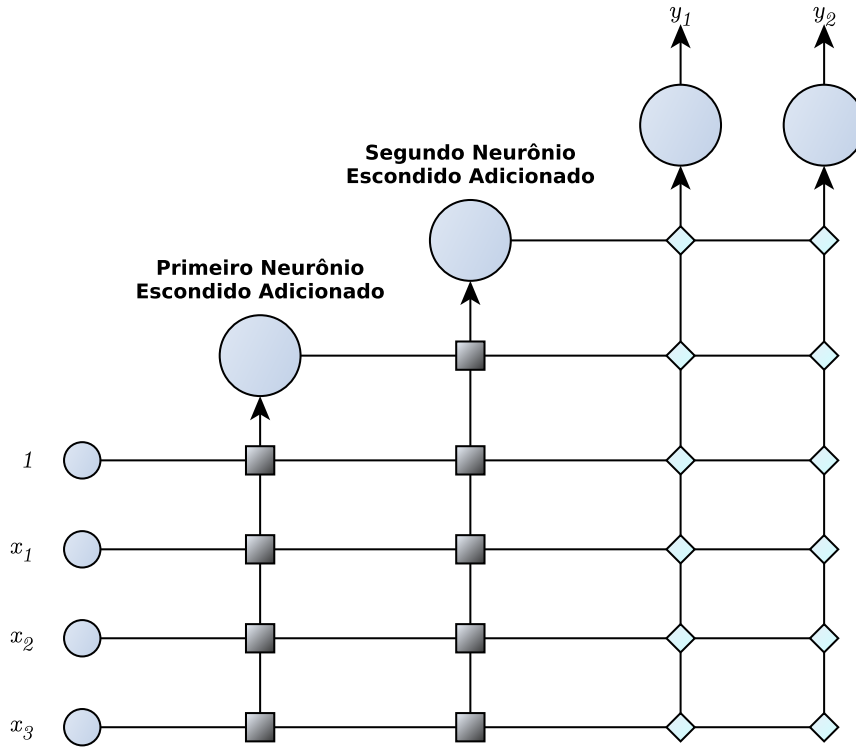 y1 y2
Segundo Neurônio
Escondido Adicionado
Primeiro Neurônio
Escondido Adicionado
1
x1
x2
x3